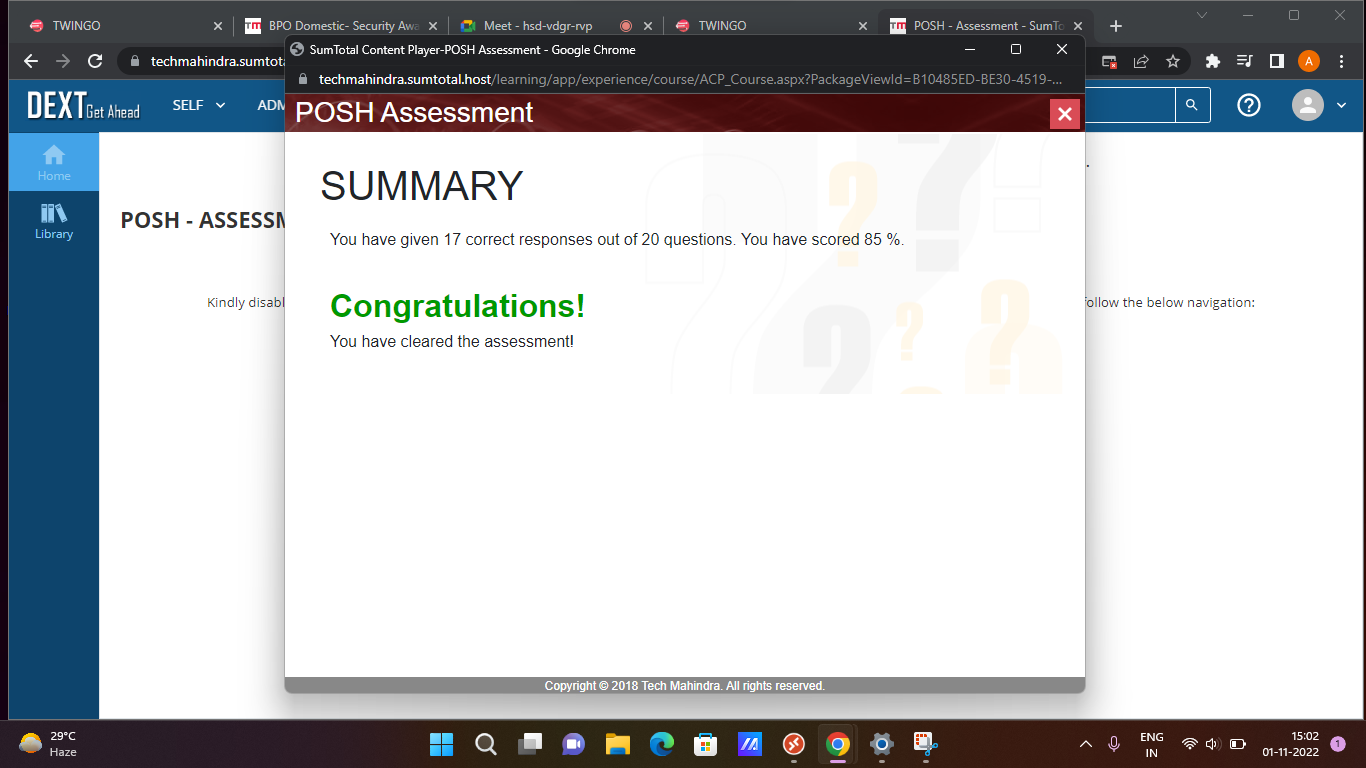 TWINGO
BPO Domestic- Security Awa
Meet - hsd-vdgr-rvp
TWINGO
POSH - Assessment - SumTo
SumTotal Content Player-POSH Assessment - Google Chrome
techmahindra.sumtota
techmahindra.sumtotal.host/learning/app/experience/course/ACP_Course.aspx?PackageViewId=B10485ED-BE30-4519-...
A
DEXT Get Ahead
SELF
ADM
POSH Assessment
Home
Library
SUMMARY
POSH - ASSESSM
You have given 17 correct responses out of 20 questions. You have scored 85 %.
Kindly disabl
follow the below navigation:
Congratulations!
You have cleared the assessment!
Copyright © 2018 Tech Mahindra. All rights reserved.
29°C
Haze
ENG
IN
15:02
01-11-2022
1